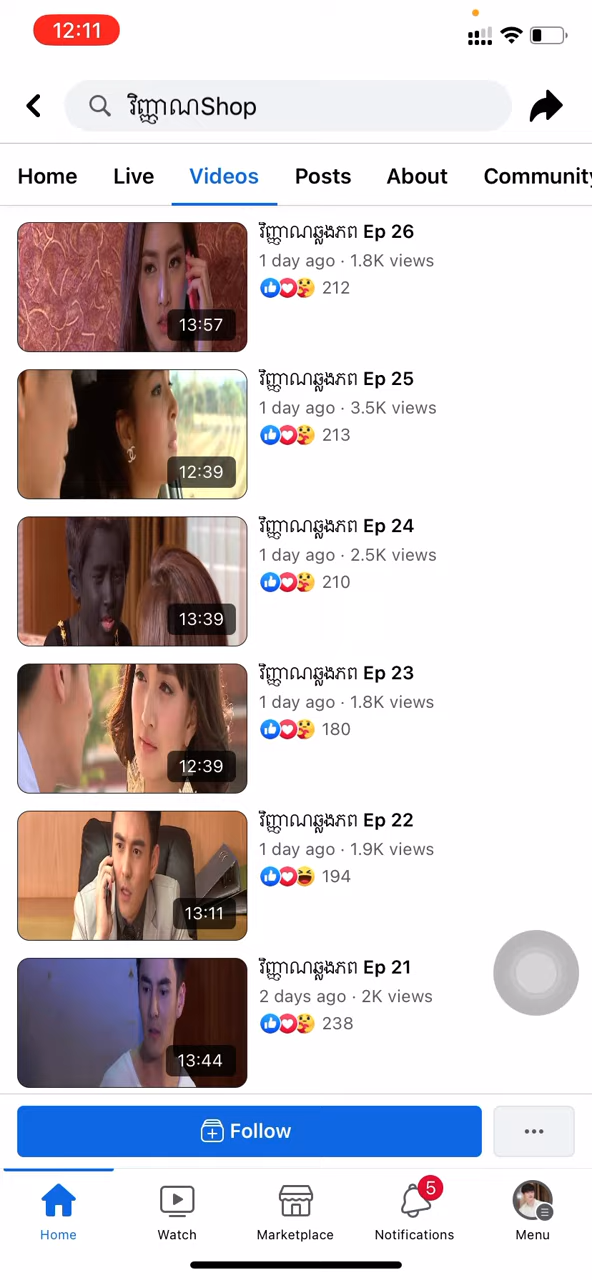 12:11
វិញ្ញាណShop
Home Live Videos Posts About Community
វិញ្ញាណឆ្លងភព Ep 26
1 day ago · 1.8K views
212
13:57
វិញ្ញាណឆ្លងភព Ep 25
1 day ago · 3.5K views
213
12:39
វិញ្ញាណឆ្លងភព Ep 24
1 day ago · 2.5K views
210
13:39
វិញ្ញាណឆ្លងភព Ep 23
1 day ago · 1.8K views
180
12:39
វិញ្ញាណឆ្លងភព Ep 22
1 day ago · 1.9K views
194
13:11
វិញ្ញាណឆ្លងភព Ep 21
2 days ago · 2K views
238
13:44
Follow
5
Home Watch Marketplace Notifications Menu